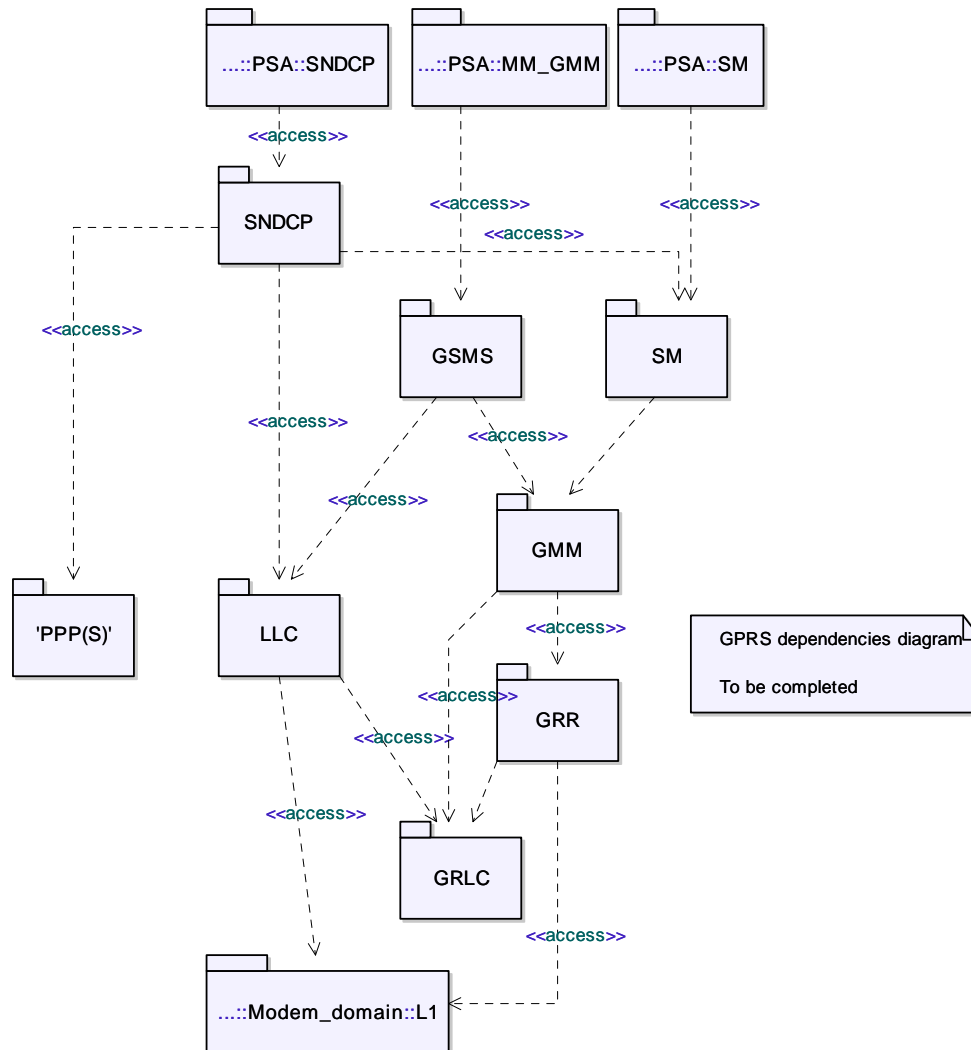 ...::PSA::SNDCP
...::PSA::MM_GMM
...::PSA::SM
<<access>>
SNDCP
<<access>>
<<access>>
<<access>>
<<access>>
GSMS
SM
<<access>>
<<access>>
<<access>>
GMM
'PPP(S)'
LLC
<<access>>
GPRS dependencies diagram
To be completed
<<access>>
GRR
<<access>>
<<access>>
GRLC
<<access>>
...::Modem_domain::L1